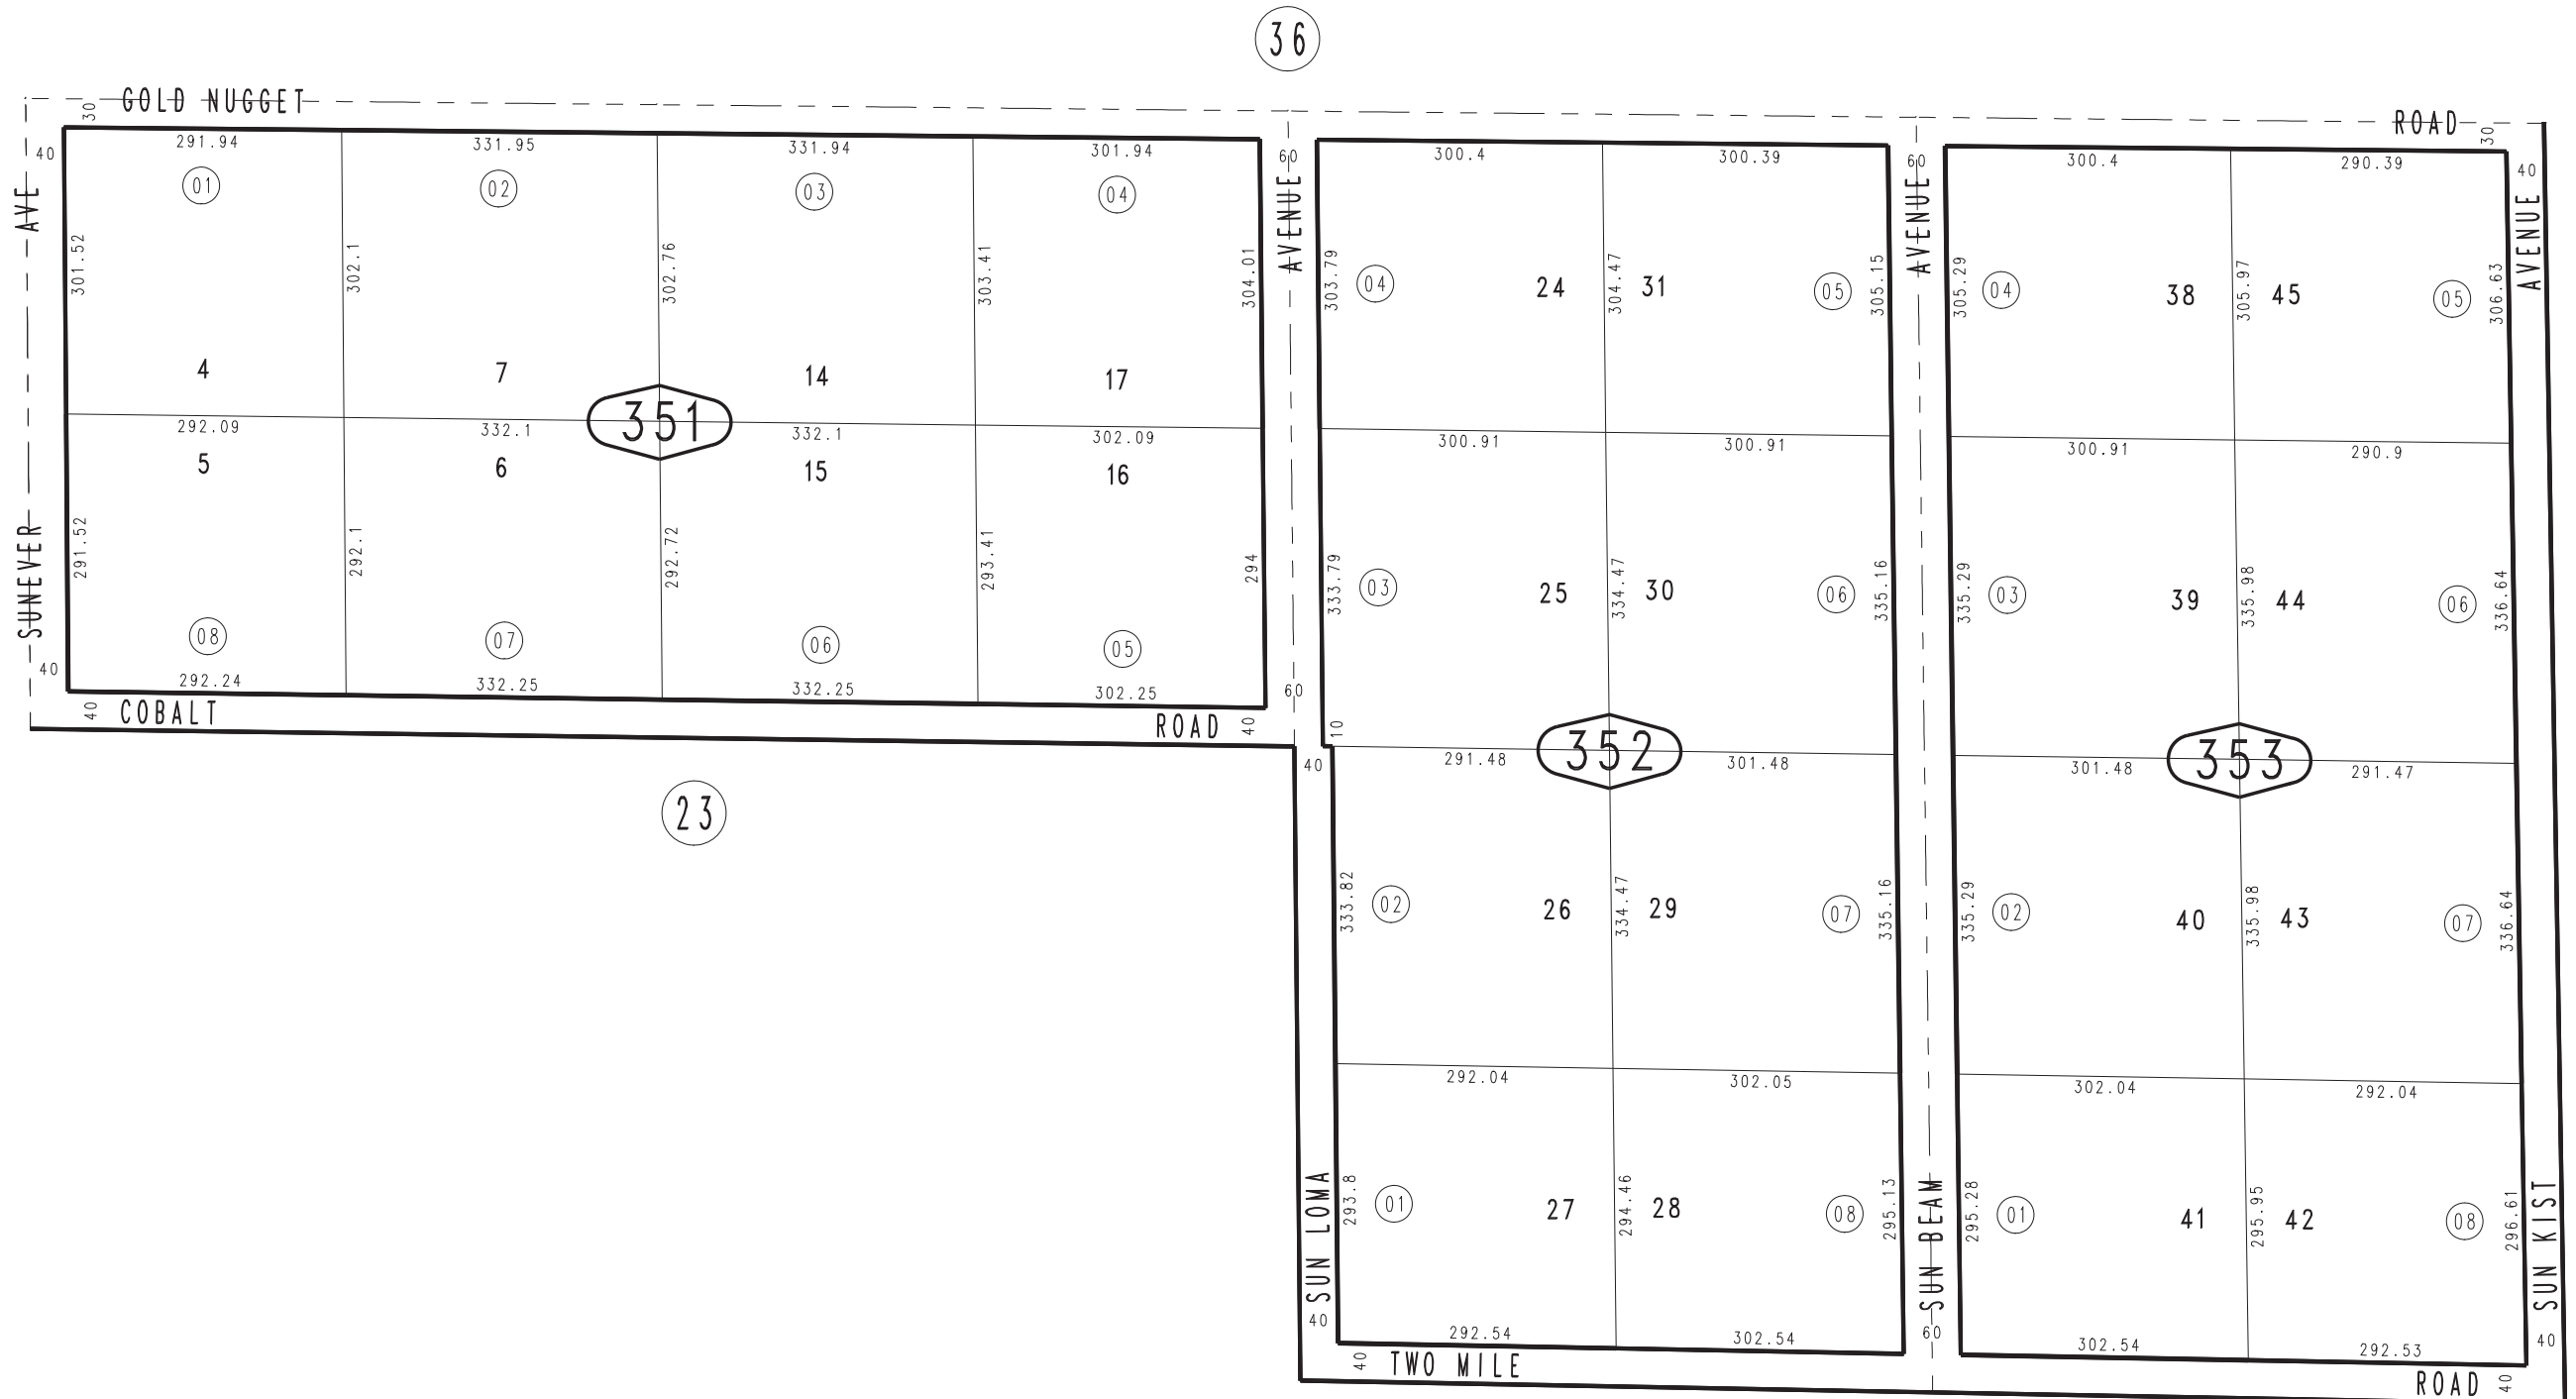 36
GOLD NUGGET ROAD
30 30
40 291.94 331.95 331.94 301.94 60 300.4 300.39 60 300.4 290.39 40
01 02 03 04
SUNEVER AVE
AVENUE
AVENUE
AVENUE
301.52 302.1 302.76 303.41 304.01 303.79 304.47 305.15 305.29 305.97 306.63
04 24 31 05 04 38 45 05
4 7 14 17
351
292.09 332.1 332.1 302.09 300.91 300.91 300.91 290.9
5 6 15 16
291.52 292.1 292.72 293.41 294 333.79 334.47 335.16 335.29 335.98 336.64
03 25 30 06 03 39 44 06
08 07 06 05
40 292.24 332.25 332.25 302.25 60
40 COBALT ROAD 40 10
352
353
40 291.48 301.48 301.48 291.47
23
333.82 334.47 335.16 335.29 335.98 336.64
02 26 29 07 02 40 43 07
292.04 302.05 302.04 292.04
SUN LOMA
SUN BEAM
SUN KIST
293.8 294.46 295.13 295.28 295.95 296.61
01 27 28 08 01 41 42 08
40 292.54 302.54 60 302.54 292.53 40
40 TWO MILE ROAD 40